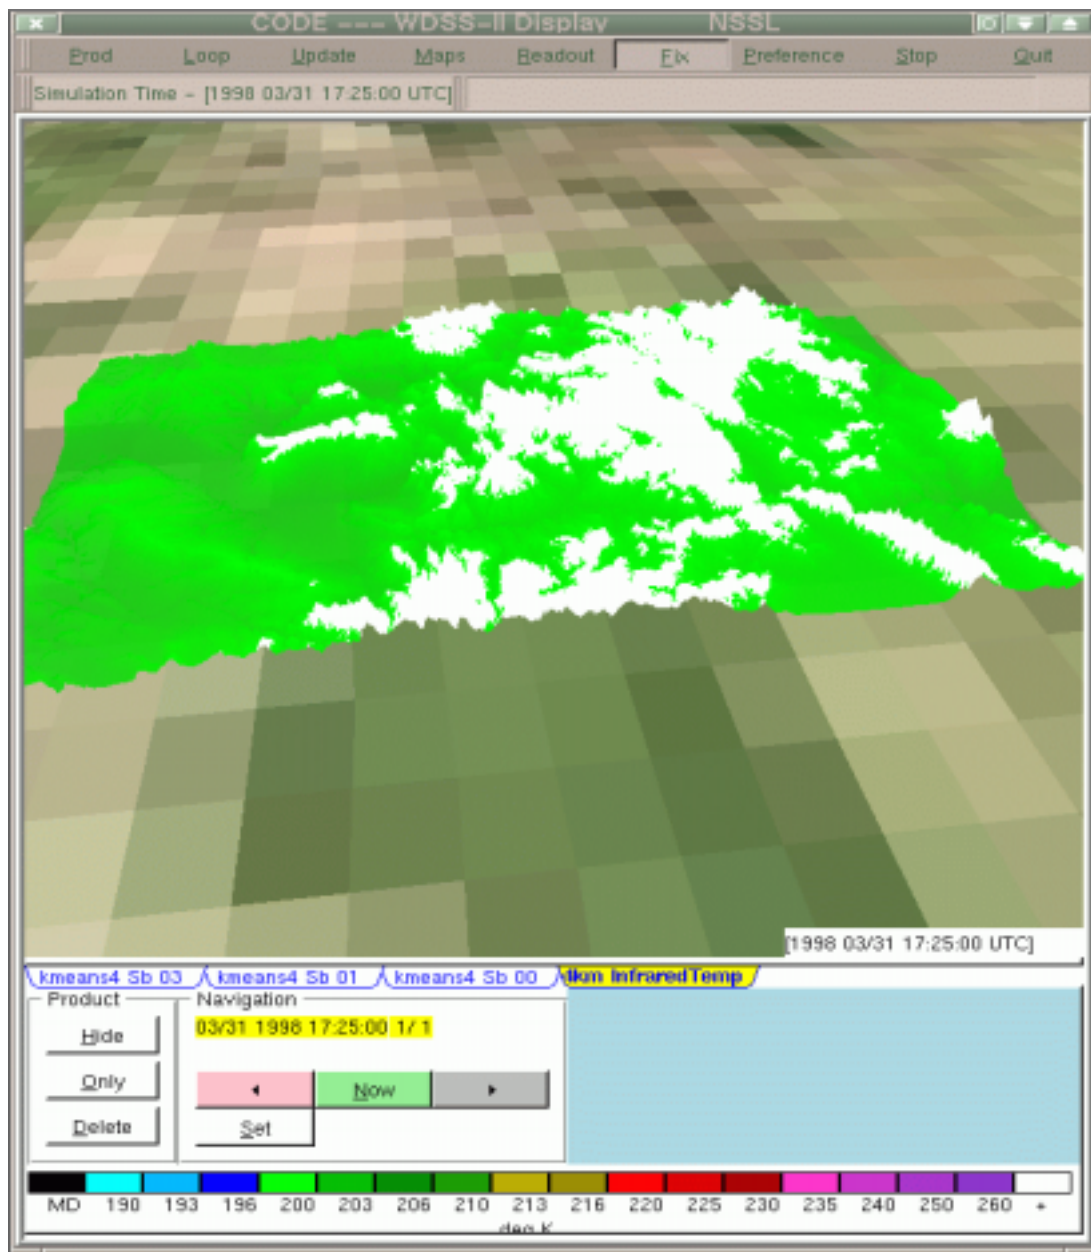 CODE --- WDSS-II Display NSSL
Prod Loop Update Maps Readout Flx Preference Stop Quit
Simulation Time - [1998 03/31 17:25:00 UTC]
[1998 03/31 17:25:00 UTC]
kmeans4 Sb 03 kmeans4 Sb 01 kmeans4 Sb 00 InfraredTemp
Product Navigation
Hide
03/31 1998 17:25:00 1/ 1
Only
Now
Delete
Set
MD 190 193 196 200 203 206 210 213 216 220 225 230 235 240 250 260 +
deg K